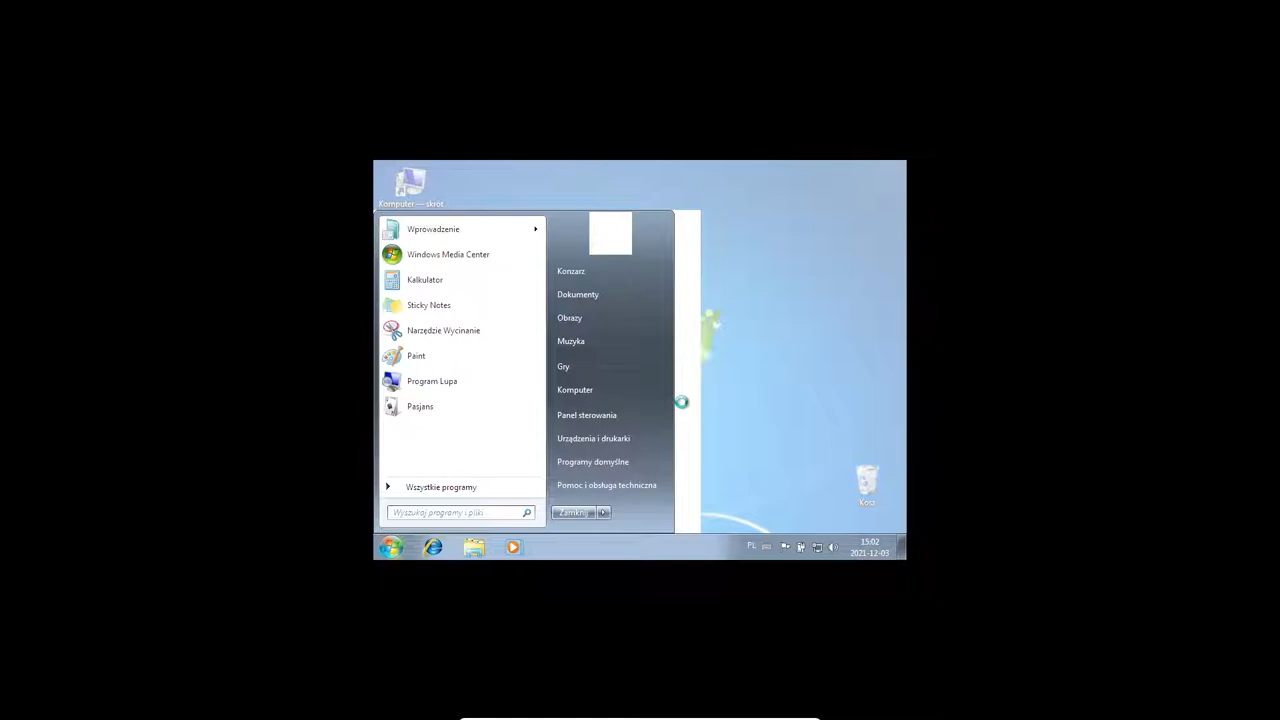 Komputer — skrót
Wprowadzenie
Windows Media Center
Kalkulator
Sticky Notes
Narzędzie Wycinanie
Paint
Program Lupa
Pasjans
Wszystkie programy
Wyszukaj programy i pliki
Konzarz
Dokumenty
Obrazy
Muzyka
Gry
Komputer
Panel sterowania
Urządzenia i drukarki
Programy domyślne
Pomoc i obsługa techniczna
Zamknij
Kosz
PL
15:02
2021-12-03